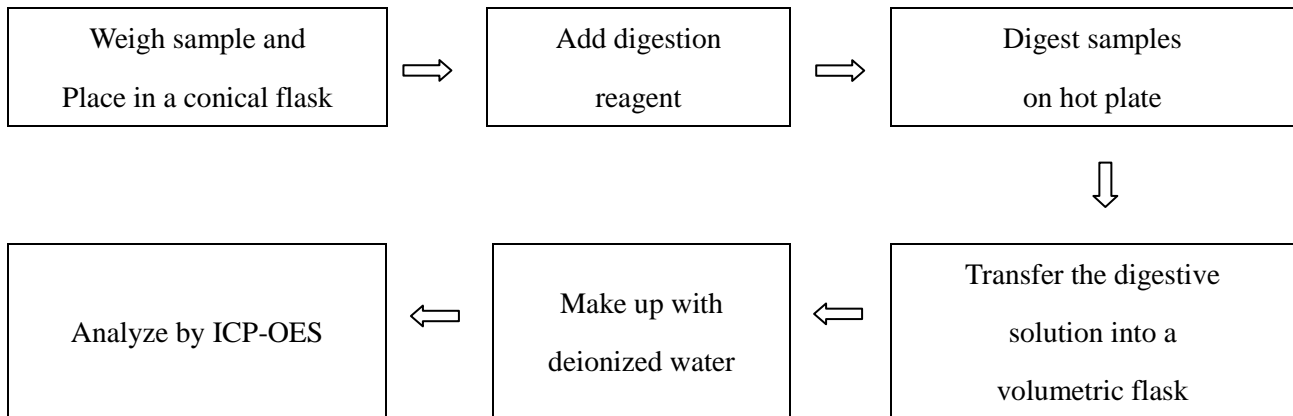 Weigh sample and
Place in a conical flask
Add digestion
reagent
Digest samples
on hot plate
Transfer the digestive
solution into a
volumetric flask
Make up with
deionized water
Analyze by ICP-OES